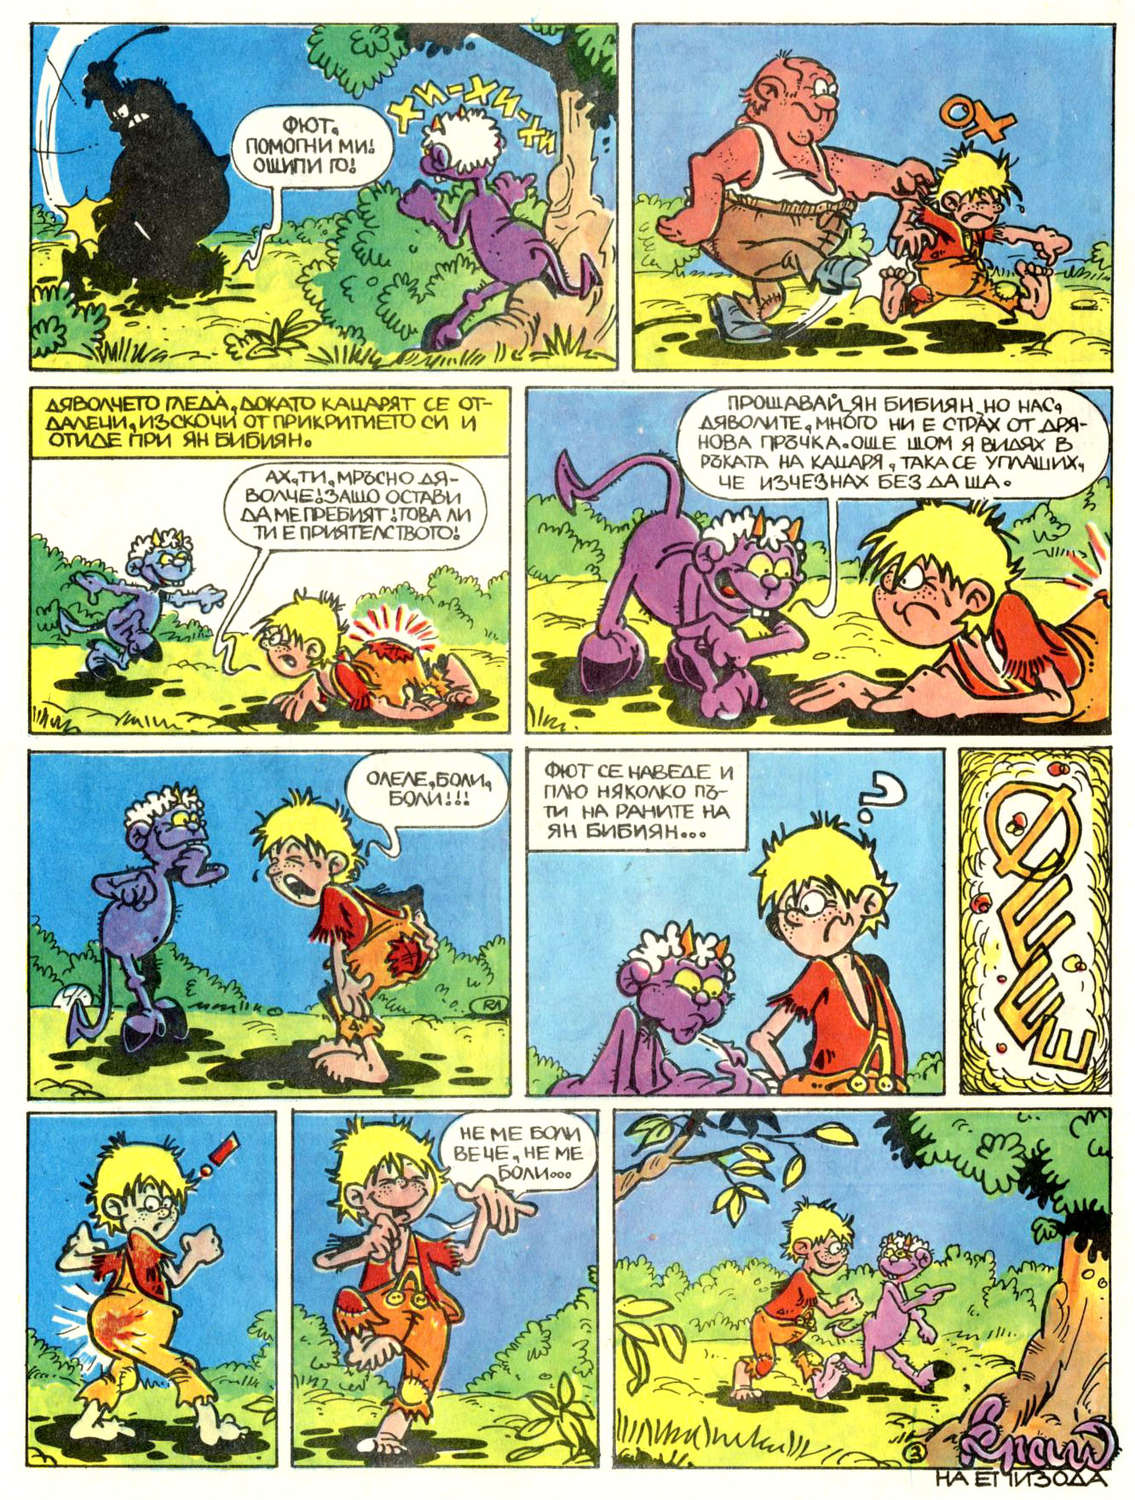 ФЮТ,
ПОМОГНИ МИ!
ОЩИПИ ГО!
ХИ-ХИ-ХИ
ОХ
ДЯВОЛЧЕТО ГЛЕДА, ДОКАТО КАЦАРЯТ СЕ ОТ-
ДАЛЕЧИ, ИЗСКОЧИ ОТ ПРИКРИТИЕТО СИ И
ОТИДЕ ПРИ ЯН БИБИЯН.
АХ, ТИ, МРЪСНО ДЯ-
ВОЛЧЕ! ЗАЩО ОСТАВИ
ДА МЕ ПРЕБИЯТ! ТОВА ЛИ
ТИ Е ПРИЯТЕЛСТВОТО!
ПРОЩАВАЙ, ЯН БИБИЯН, НО НАС,
ДЯВОЛИТЕ, МНОГО НИ Е СТРАХ ОТ ДРЯ-
НОВА ПРЪЧКА. ОЩЕ ЩОМ Я ВИДЯХ В
РЪКАТА НА КАЦАРЯ, ТАКА СЕ УПЛАШИХ,
ЧЕ ИЗЧЕЗНАХ БЕЗ ДА ЩА.
ОЛЕЛЕ, БОЛИ,
БОЛИ!!!
RA
ФЮТ СЕ НАВЕДЕ И
ПЛЮ НЯКОЛКО ПЪ-
ТИ НА РАНИТЕ НА
ЯН БИБИЯН...
?
ФЕЕЕ
!
НЕ МЕ БОЛИ
ВЕЧЕ, НЕ МЕ
БОЛИ...
КРАЙ
НА ЕПИЗОДА